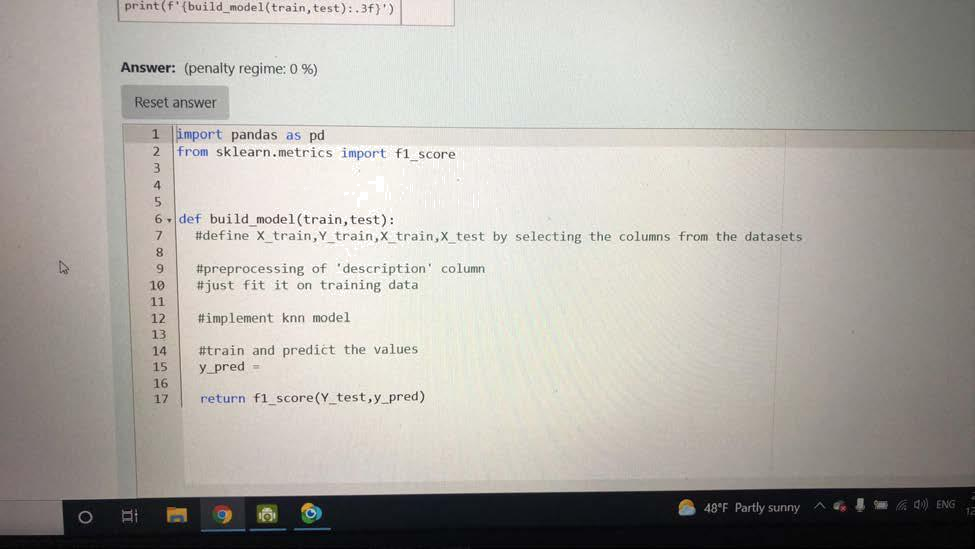 print(f'{build_model(train,test):.3f}')
Answer: (penalty regime: 0 %)
Reset answer
1 import pandas as pd
2 from sklearn.metrics import f1_score
3
4
5
6 def build_model(train,test):
7 #define X_train,Y_train,X_train,X_test by selecting the columns from the datasets
8
9 #preprocessing of 'description' column
10 #just fit it on training data
11
12 #implement knn model
13
14 #train and predict the values
15 y_pred =
16
17 return f1_score(Y_test,y_pred)
48°F Partly sunny
ENG